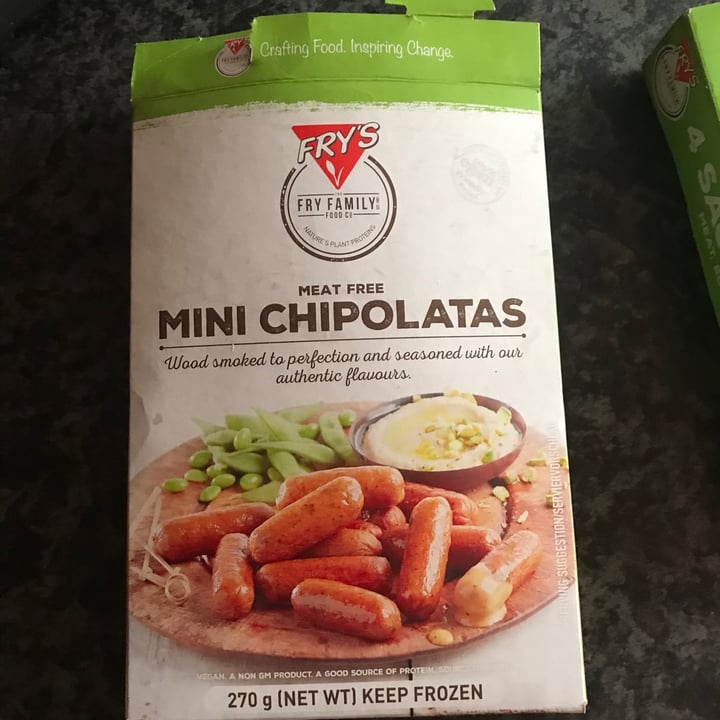 Crafting Food. Inspiring Change.
FRY'S
THE
FRY FAMILY
FOOD CO
NATURE'S PLANT PROTEINS
MEAT FREE
MINI CHIPOLATAS
Wood smoked to perfection and seasoned with our
authentic flavours.
SUGGESTION/
VEGAN. A NON GM PRODUCT. A GOOD SOURCE OF PROTEIN.
270 g (NET WT) KEEP FROZEN
FRY'S
4